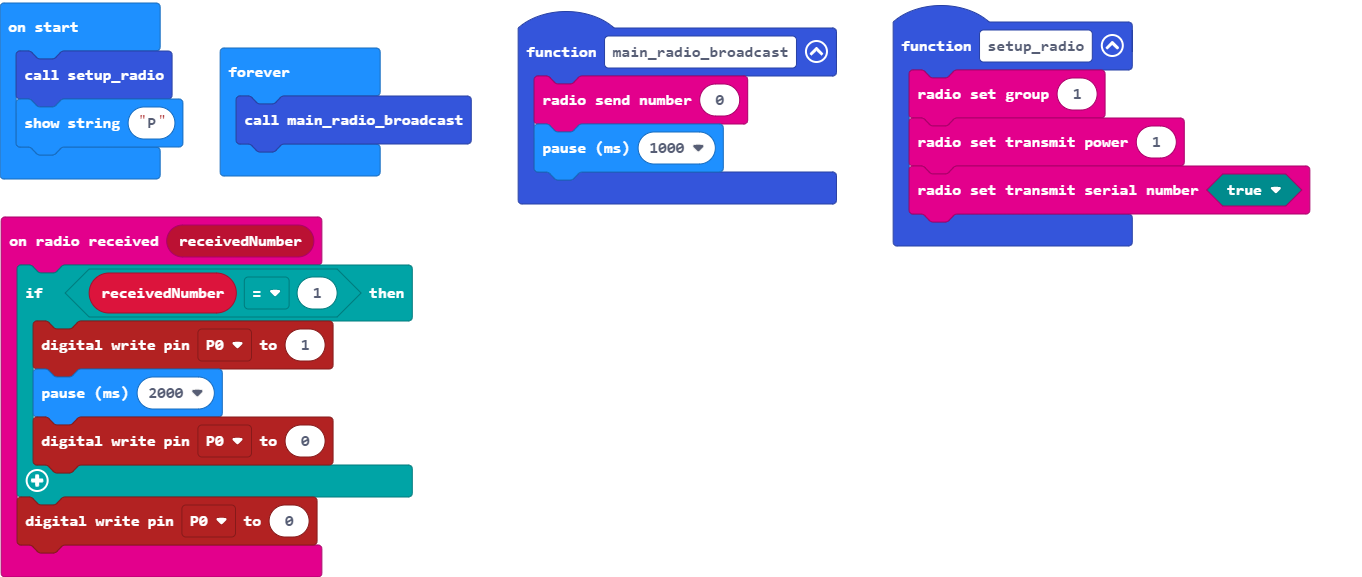 on start
call setup_radio
show string "P"
forever
call main_radio_broadcast
function main_radio_broadcast
radio send number 0
pause (ms) 1000
function setup_radio
radio set group 1
radio set transmit power 1
radio set transmit serial number true
on radio received receivedNumber
if receivedNumber = 1 then
digital write pin P0 to 1
pause (ms) 2000
digital write pin P0 to 0
digital write pin P0 to 0